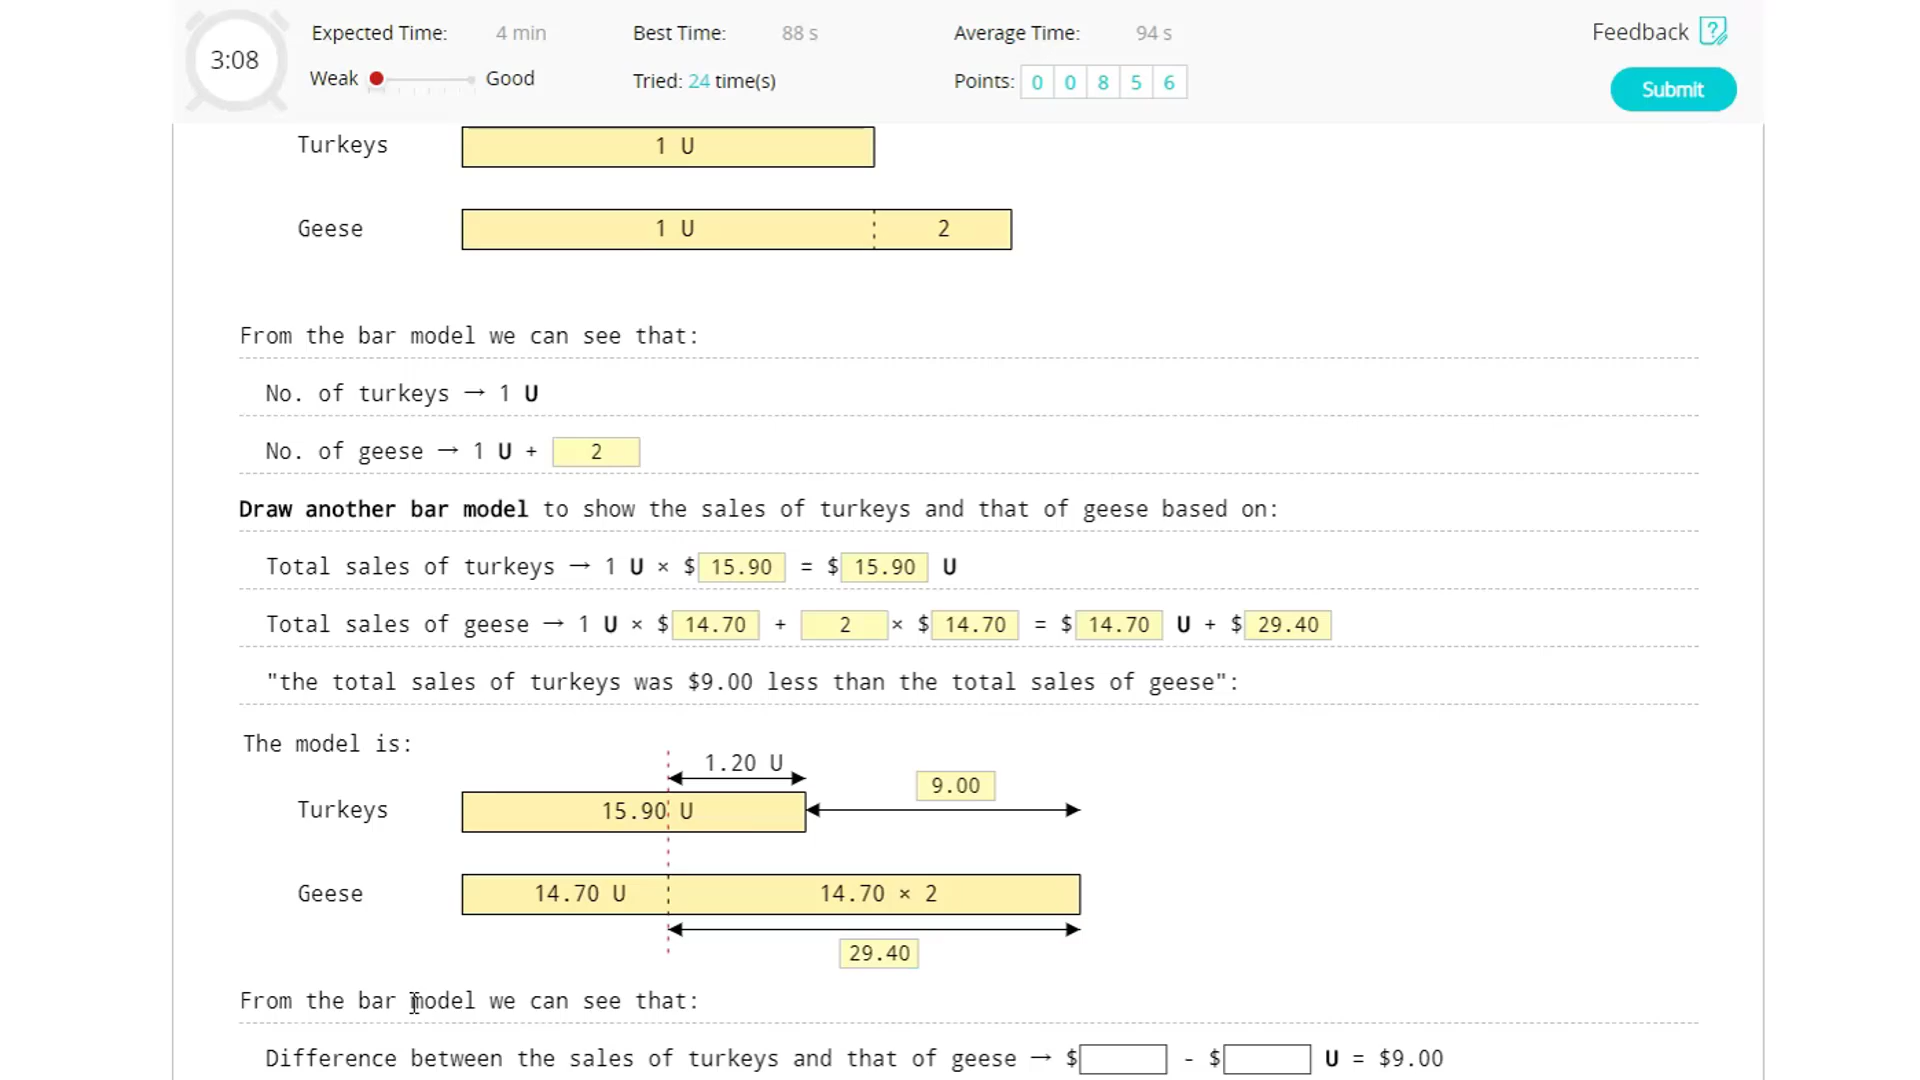 3:08
Expected Time: 4 min
Weak Good
Best Time: 88 s
Tried: 24 time(s)
Average Time: 94 s
Points: 0 0 8 5 6
Feedback
Submit
Turkeys 1 U
Geese 1 U 2
From the bar model we can see that:
No. of turkeys → 1 U
No. of geese → 1 U + 2
Draw another bar model to show the sales of turkeys and that of geese based on:
Total sales of turkeys → 1 U × $ 15.90 = $ 15.90 U
Total sales of geese → 1 U × $ 14.70 + 2 × $ 14.70 = $ 14.70 U + $ 29.40
"the total sales of turkeys was $9.00 less than the total sales of geese":
The model is:
1.20 U
9.00
Turkeys 15.90 U
Geese 14.70 U 14.70 × 2
29.40
From the bar model we can see that:
Difference between the sales of turkeys and that of geese → $ - $ U = $9.00